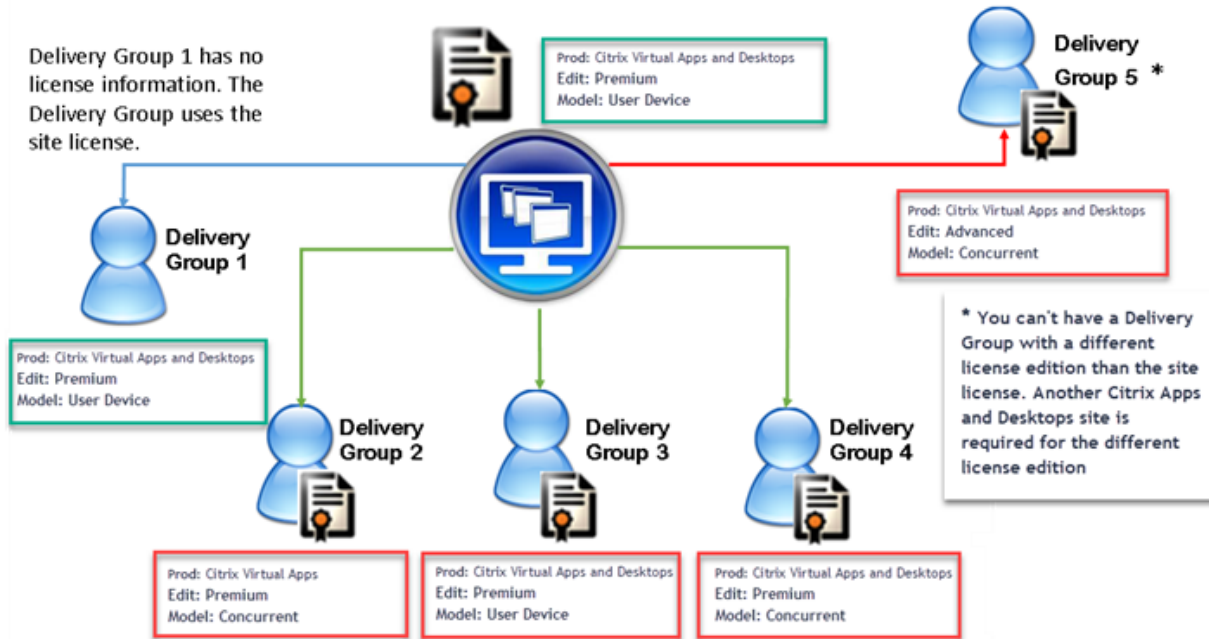 Delivery Group 1 has no
license information. The
Delivery Group uses the
site license.
Prod: Citrix Virtual Apps and Desktops
Edit: Premium
Model: User Device
Delivery
Group 5 *
Prod: Citrix Virtual Apps and Desktops
Edit: Advanced
Model: Concurrent
* You can't have a Delivery
Group with a different
license edition than the site
license. Another Citrix Apps
and Desktops site is
required for the different
license edition
Delivery
Group 1
Prod: Citrix Virtual Apps and Desktops
Edit: Premium
Model: User Device
Delivery
Group 2
Prod: Citrix Virtual Apps
Edit: Premium
Model: Concurrent
Delivery
Group 3
Prod: Citrix Virtual Apps and Desktops
Edit: Premium
Model: User Device
Delivery
Group 4
Prod: Citrix Virtual Apps and Desktops
Edit: Premium
Model: Concurrent